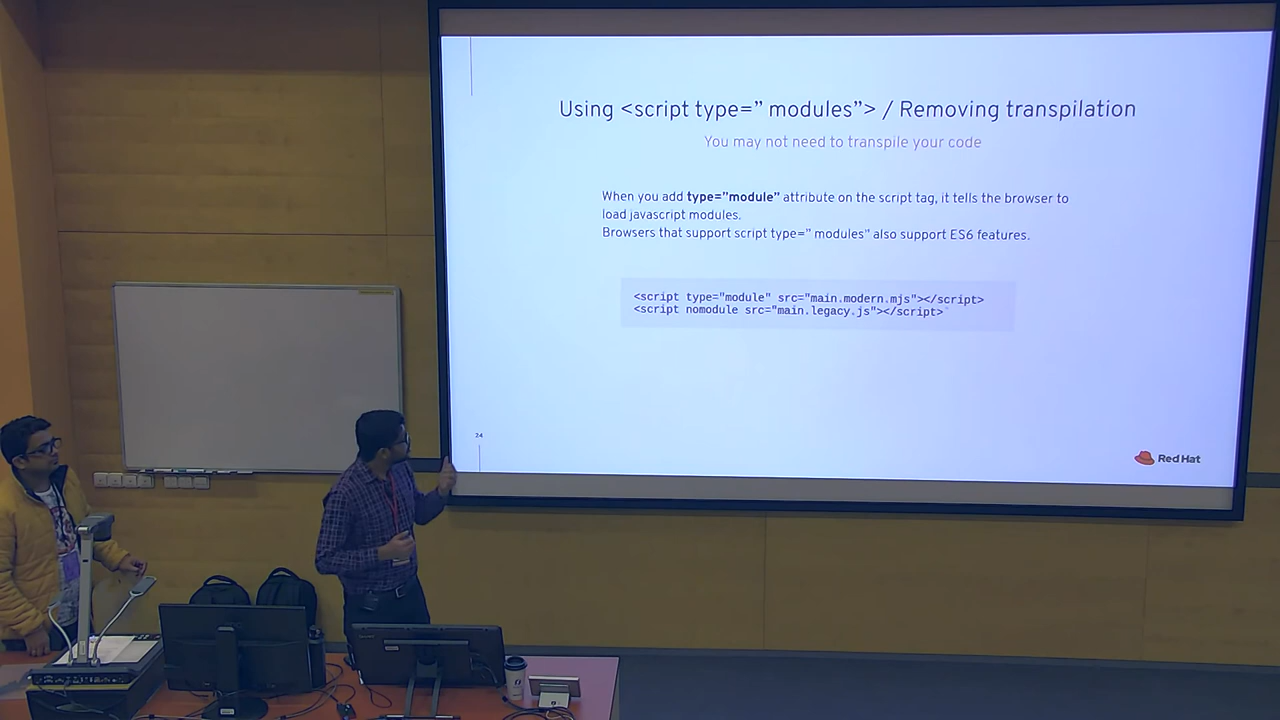 Using <script type=” modules”> / Removing transpilation
You may not need to transpile your code
When you add type=”module” attribute on the script tag, it tells the browser to
load javascript modules.
Browsers that support script type=” modules” also support ES6 features.
<script type="module" src="main.modern.mjs"></script>
<script nomodule src="main.legacy.js"></script>
24
Red Hat